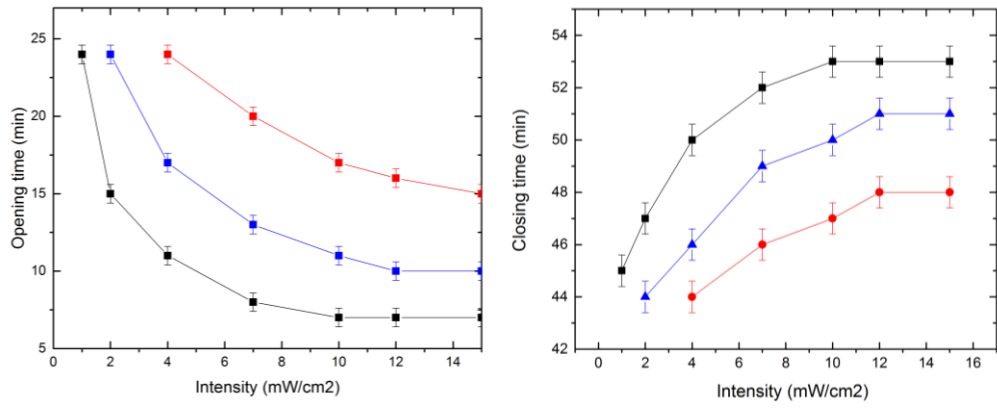 25
20
15
10
5
Opening time (min)
0 2 4 6 8 10 12 14
Intensity (mW/cm2)
54
52
50
48
46
44
42
Closing time (min)
0 2 4 6 8 10 12 14 16
Intensity (mW/cm2)